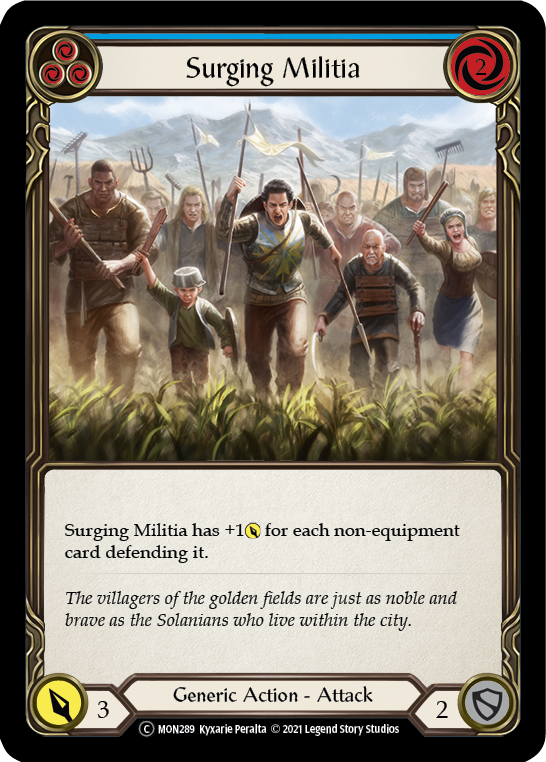 Surging Militia
2
Surging Militia has +1 for each non-equipment
card defending it.
The villagers of the golden fields are just as noble and
brave as the Solanians who live within the city.
3
Generic Action - Attack
2
C MON289 Kyxarie Peralta © 2021 Legend Story Studios